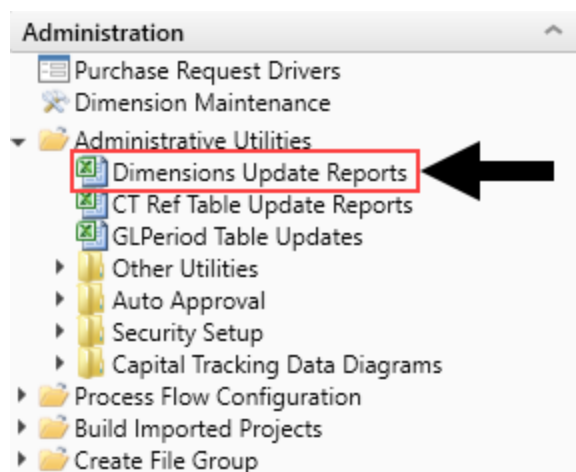 Administration
Purchase Request Drivers
Dimension Maintenance
Administrative Utilities
Dimensions Update Reports
CT Ref Table Update Reports
GLPeriod Table Updates
Other Utilities
Auto Approval
Security Setup
Capital Tracking Data Diagrams
Process Flow Configuration
Build Imported Projects
Create File Group